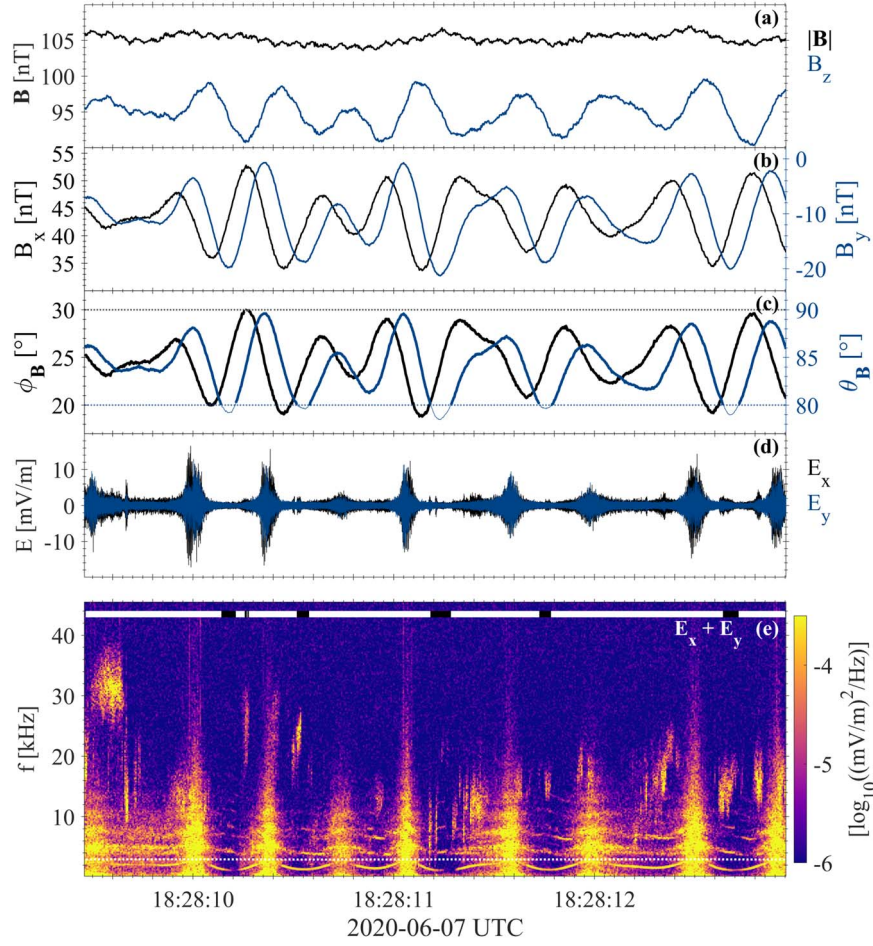 (a)
105
100
95
B [nT]
|B|
B_z
(b)
55
50
45
40
35
B_x [nT]
0
-10
-20
B_y [nT]
(c)
30
25
20
ϕ_B [°]
90
85
80
θ_B [°]
(d)
10
0
-10
E [mV/m]
E_x
E_y
E_x + E_y (e)
40
30
20
10
f [kHz]
-4
-5
-6
[log_10((mV/m)^2/Hz)]
18:28:10 18:28:11 18:28:12
2020-06-07 UTC